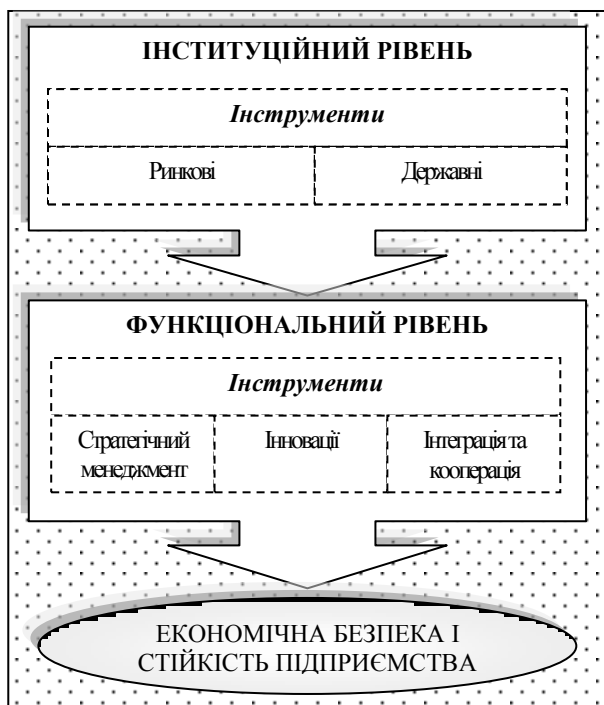 ІНСТИТУЦІЙНИЙ РІВЕНЬ
Інструменти
Ринкові
Державні
ФУНКЦІОНАЛЬНИЙ РІВЕНЬ
Інструменти
Стратегічний
менеджмент
Інновації
Інтеграція та
кооперація
ЕКОНОМІЧНА БЕЗПЕКА І
СТІЙКІСТЬ ПІДПРИЄМСТВА